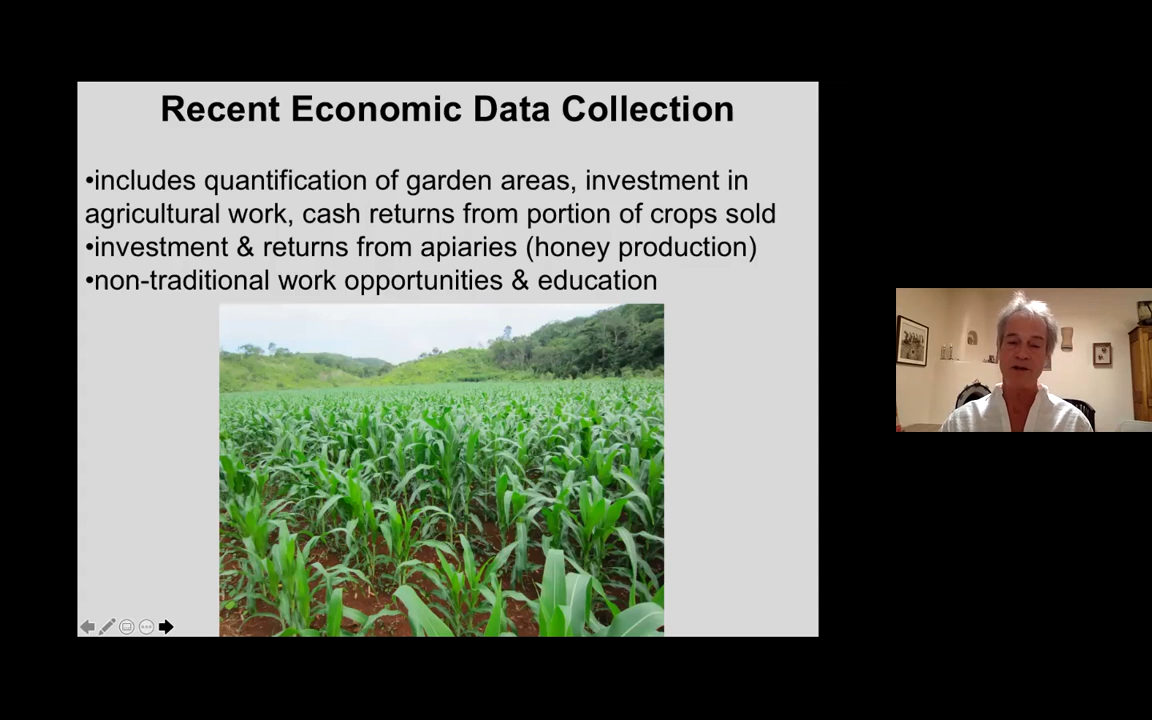 Recent Economic Data Collection
•includes quantification of garden areas, investment in
agricultural work, cash returns from portion of crops sold
•investment & returns from apiaries (honey production)
•non-traditional work opportunities & education